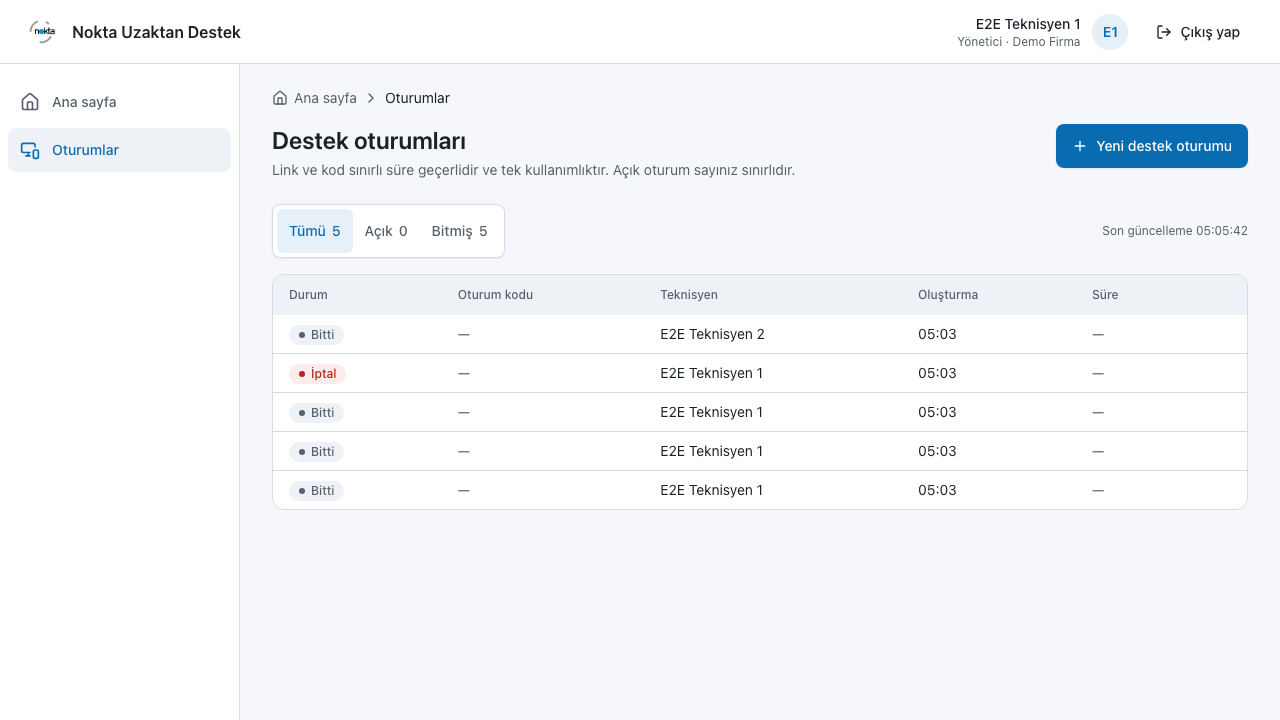 nokta Nokta Uzaktan Destek
E2E Teknisyen 1
Yönetici · Demo Firma
E1
Çıkış yap
Ana sayfa
Oturumlar
Ana sayfa > Oturumlar
Destek oturumları
Link ve kod sınırlı süre geçerlidir ve tek kullanımlıktır. Açık oturum sayınız sınırlıdır.
+ Yeni destek oturumu
Tümü 5 Açık 0 Bitmiş 5
Son güncelleme 05:05:42
Durum Oturum kodu Teknisyen Oluşturma Süre
Bitti — E2E Teknisyen 2 05:03 —
İptal — E2E Teknisyen 1 05:03 —
Bitti — E2E Teknisyen 1 05:03 —
Bitti — E2E Teknisyen 1 05:03 —
Bitti — E2E Teknisyen 1 05:03 —